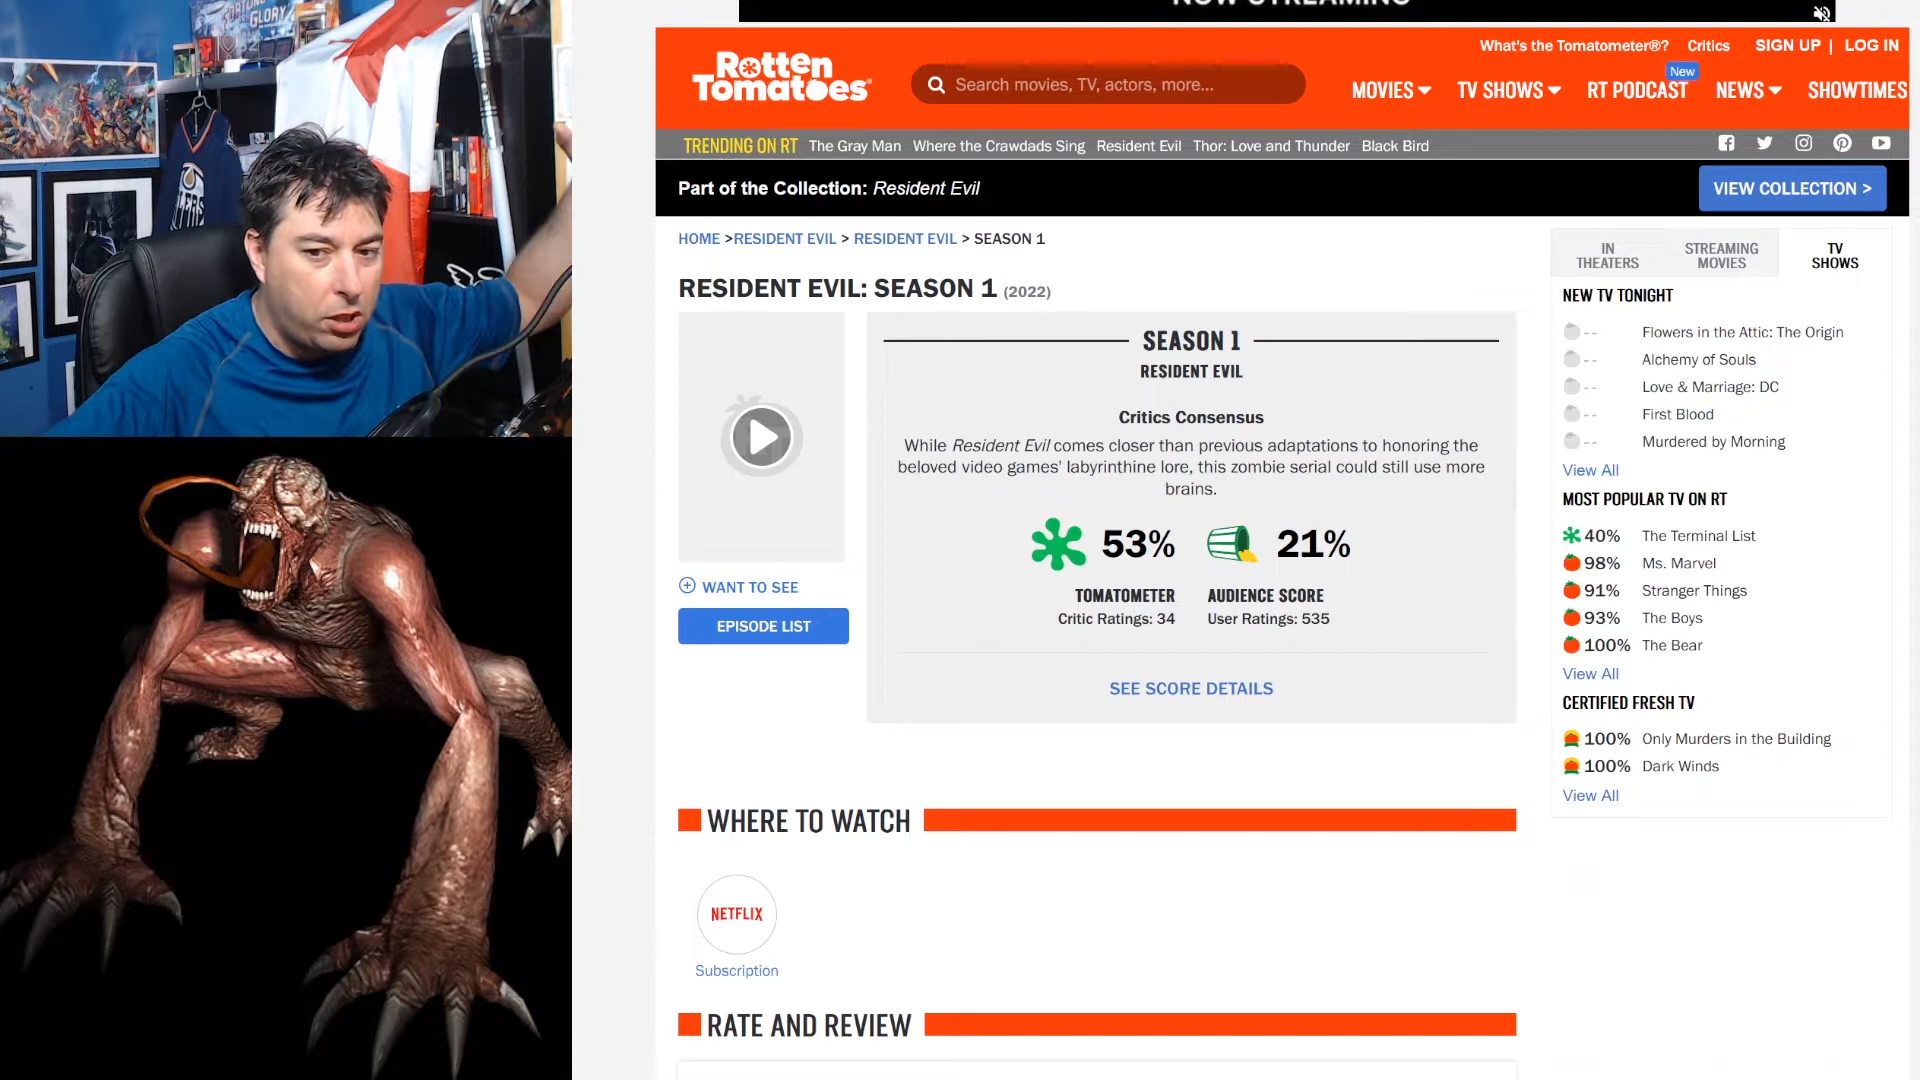 FORTUNE
GLORY
OILERS
NOW STREAMING
What's the Tomatometer®?
Critics
SIGN UP | LOG IN
Rotten
Tomatoes
Search movies, TV, actors, more...
New
MOVIES
TV SHOWS
RT PODCAST
NEWS
SHOWTIMES
TRENDING ON RT
The Gray Man
Where the Crawdads Sing
Resident Evil
Thor: Love and Thunder
Black Bird
Part of the Collection: Resident Evil
VIEW COLLECTION >
HOME >RESIDENT EVIL > RESIDENT EVIL > SEASON 1
RESIDENT EVIL: SEASON 1 (2022)
SEASON 1
RESIDENT EVIL
Critics Consensus
While Resident Evil comes closer than previous adaptations to honoring the
beloved video games' labyrinthine lore, this zombie serial could still use more
brains.
53%
21%
TOMATOMETER
Critic Ratings: 34
AUDIENCE SCORE
User Ratings: 535
SEE SCORE DETAILS
WANT TO SEE
EPISODE LIST
WHERE TO WATCH
NETFLIX
Subscription
RATE AND REVIEW
IN
THEATERS
STREAMING
MOVIES
TV
SHOWS
NEW TV TONIGHT
-- Flowers in the Attic: The Origin
-- Alchemy of Souls
-- Love & Marriage: DC
-- First Blood
-- Murdered by Morning
View All
MOST POPULAR TV ON RT
40% The Terminal List
98% Ms. Marvel
91% Stranger Things
93% The Boys
100% The Bear
View All
CERTIFIED FRESH TV
100% Only Murders in the Building
100% Dark Winds
View All